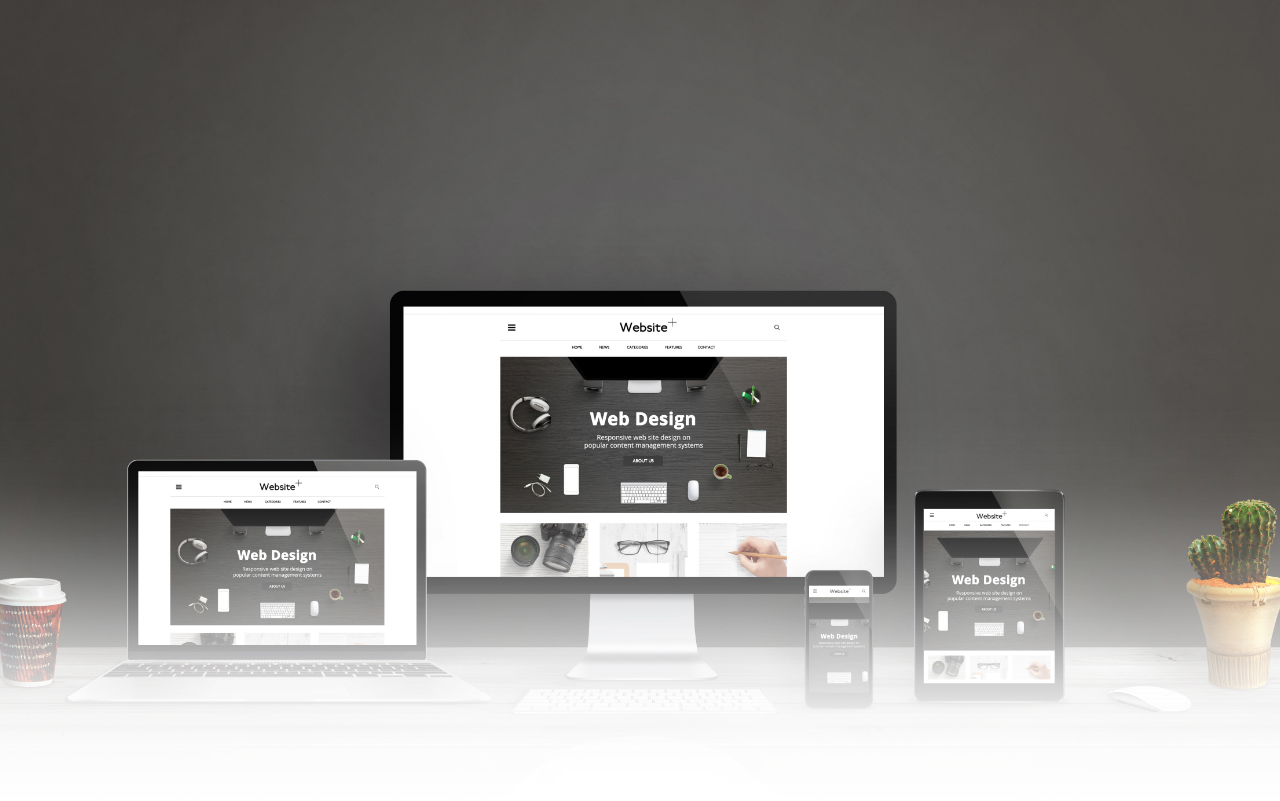 Website+
HOME NEWS CATEGORIES FEATURES CONTACT
Web Design
Responsive web site design on
popular content management systems
ABOUT US
Website+
HOME NEWS CATEGORIES FEATURES CONTACT
Web Design
Responsive web site design on
popular content management systems
ABOUT US
Website
Web Design
Website+
Web Design
Responsive web site design on
popular content management systems
ABOUT US